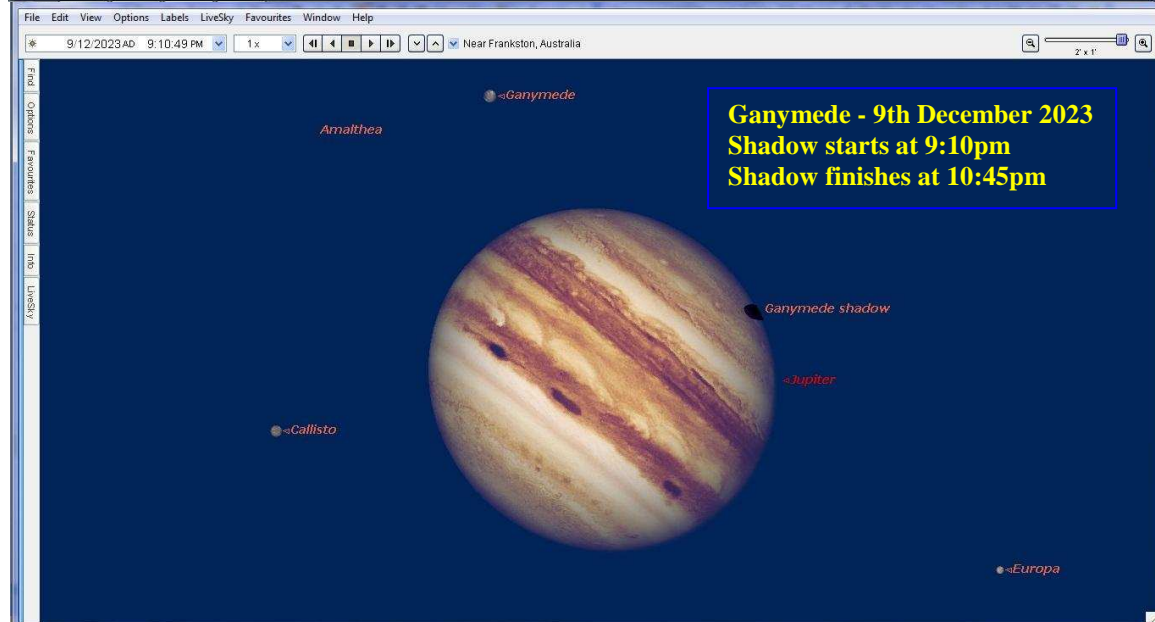 File Edit View Options Labels LiveSky Favourites Window Help
9/12/2023 AD 9:10:49 PM 1 x Near Frankston, Australia 2' x 1'
Find
Options
Favourites
Status
Info
LiveSky
Ganymede
Amalthea
Ganymede - 9th December 2023
Shadow starts at 9:10pm
Shadow finishes at 10:45pm
Ganymede shadow
Jupiter
Callisto
Europa